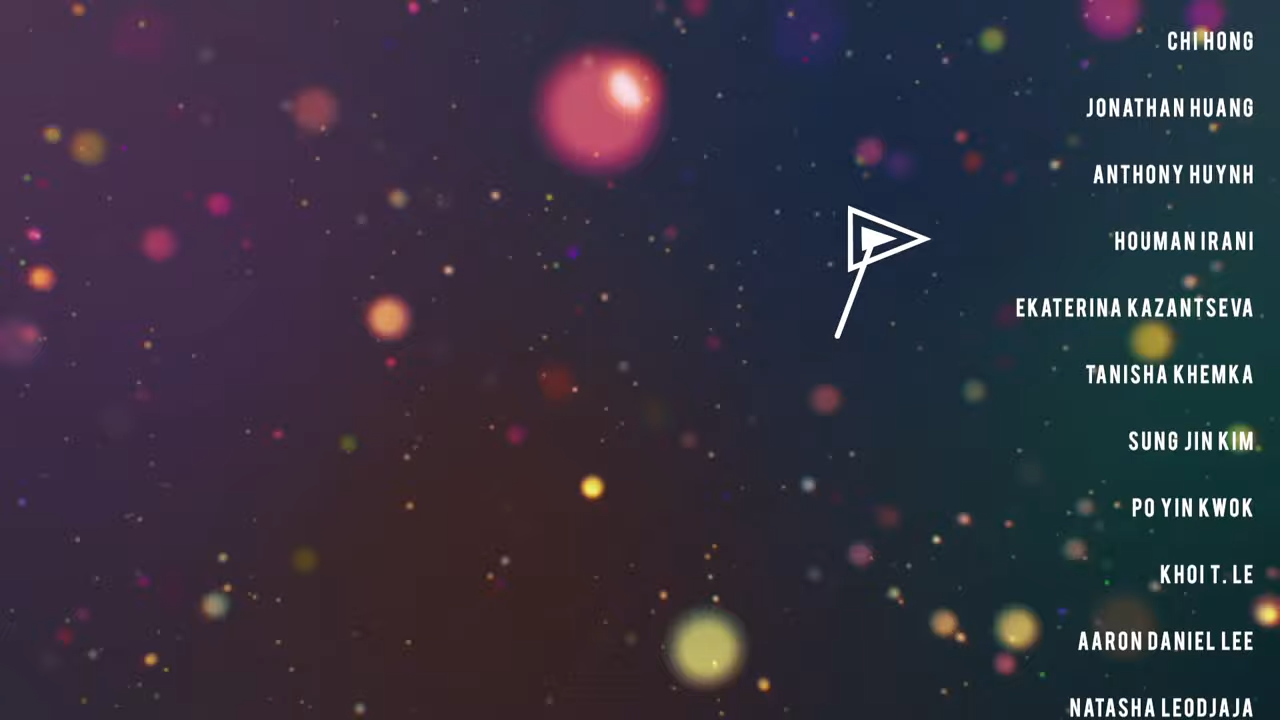 CHI HONG
JONATHAN HUANG
ANTHONY HUYNH
HOUMAN IRANI
EKATERINA KAZANTSEVA
TANISHA KHEMKA
SUNG JIN KIM
PO YIN KWOK
KHOI T. LE
AARON DANIEL LEE
NATASHA LEODJAJA